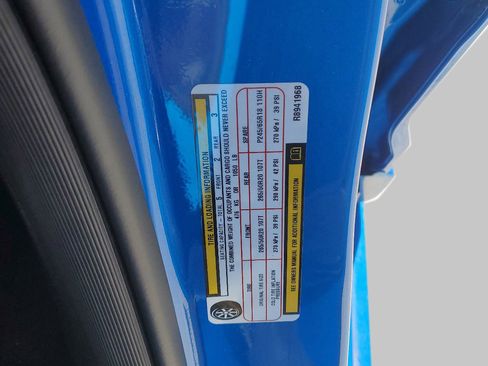 TIRE AND LOADING INFORMATION
SEATING CAPACITY – TOTAL 5 FRONT 2 REAR 3
THE COMBINED WEIGHT OF OCCUPANTS AND CARGO SHOULD NEVER EXCEED
476 KG OR 1050 LB
TIRE FRONT REAR SPARE
ORIGINAL TIRE SIZE 265/50R20 107T 265/50R20 107T P245/65R18 110H
COLD TIRE INFLATION PRESSURE 270 kPa / 39 PSI 290 kPa / 42 PSI 270 kPa / 39 PSI
SEE OWNERS MANUAL FOR ADDITIONAL INFORMATION
R8941968